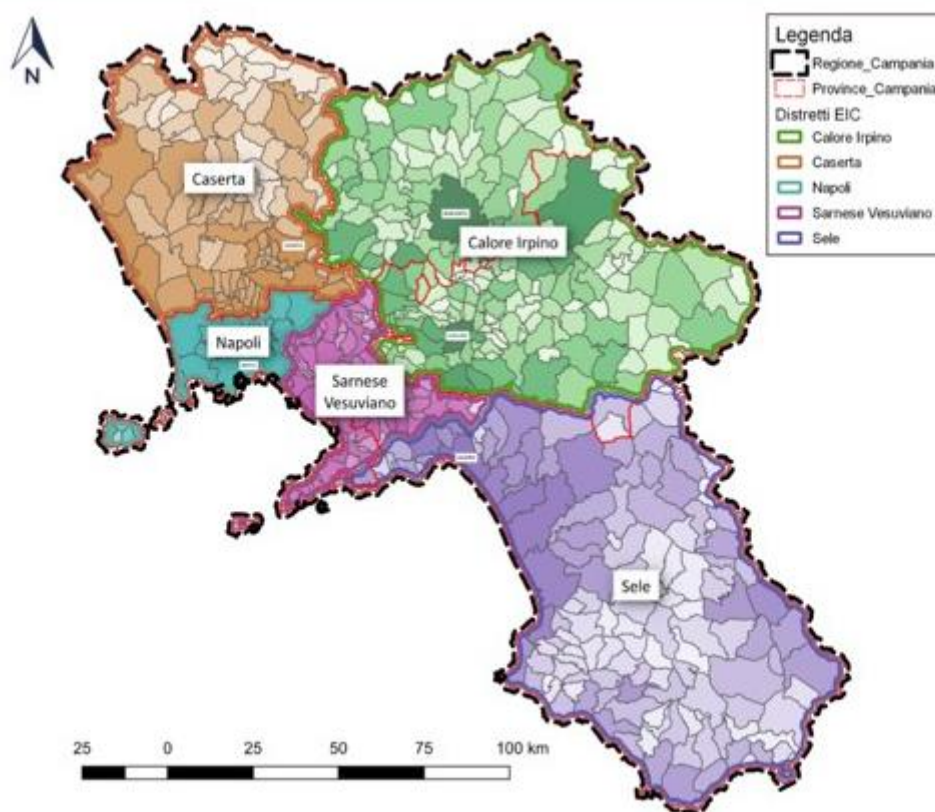 N
Legenda
Regione_Campania
Province_Campania
Distretti EIC
Calore Irpino
Caserta
Napoli
Sarnese Vesuviano
Sele
Caserta
Calore Irpino
Napoli
Sarnese
Vesuviano
Sele
25 0 25 50 75 100 km